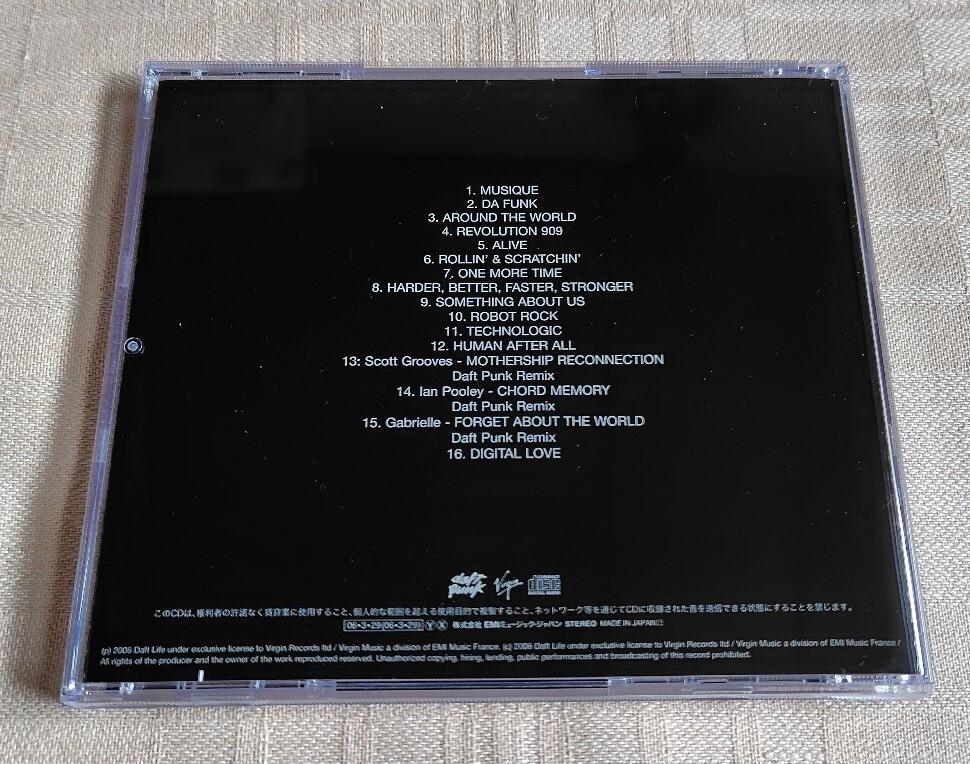 1. MUSIQUE
2. DA FUNK
3. AROUND THE WORLD
4. REVOLUTION 909
5. ALIVE
6. ROLLIN' & SCRATCHIN'
7. ONE MORE TIME
8. HARDER, BETTER, FASTER, STRONGER
9. SOMETHING ABOUT US
10. ROBOT ROCK
11. TECHNOLOGIC
12. HUMAN AFTER ALL
13: Scott Grooves - MOTHERSHIP RECONNECTION
Daft Punk Remix
14. Ian Pooley - CHORD MEMORY
Daft Punk Remix
15. Gabrielle - FORGET ABOUT THE WORLD
Daft Punk Remix
16. DIGITAL LOVE
daft punk Virgin COMPACT disc DIGITAL AUDIO
このCDは、権利者の許諾なく賃貸業に使用すること、個人的な範囲を超える使用目的で複製すること、ネットワーク等を通じてCDに収録された音を送信できる状態にすることを禁じます。
06・3・29(06・3・29) Y X 株式会社 EMIミュージック・ジャパン STEREO MADE IN JAPAN
(p) 2006 Daft Life under exclusive license to Virgin Records ltd / Virgin Music a division of EMI Music France. (c) 2006 Daft Life under exclusive license to Virgin Records ltd / Virgin Music a division of EMI Music France /
All rights of the producer and the owner of the work reproduced reserved. Unauthorized copying, hiring, lending, public performances and broadcasting of this record prohibited.